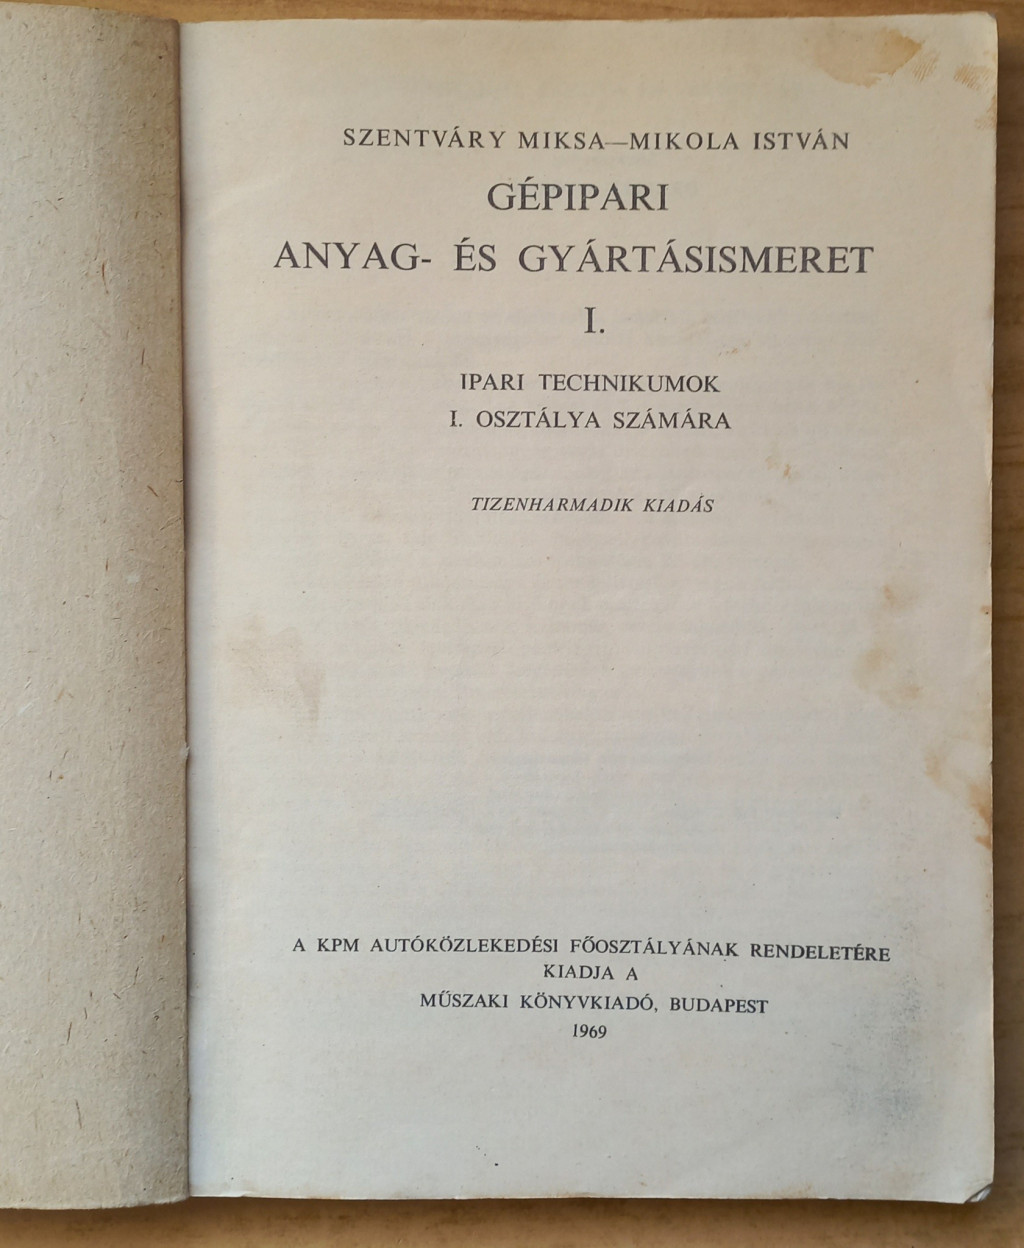 SZENTVÁRY MIKSA—MIKOLA ISTVÁN
GÉPIPARI
ANYAG- ÉS GYÁRTÁSISMERET
I.
IPARI TECHNIKUMOK
I. OSZTÁLYA SZÁMÁRA
TIZENHARMADIK KIADÁS
A KPM AUTÓKÖZLEKEDÉSI FŐOSZTÁLYÁNAK RENDELETÉRE
KIADJA A
MŰSZAKI KÖNYVKIADÓ, BUDAPEST
1969